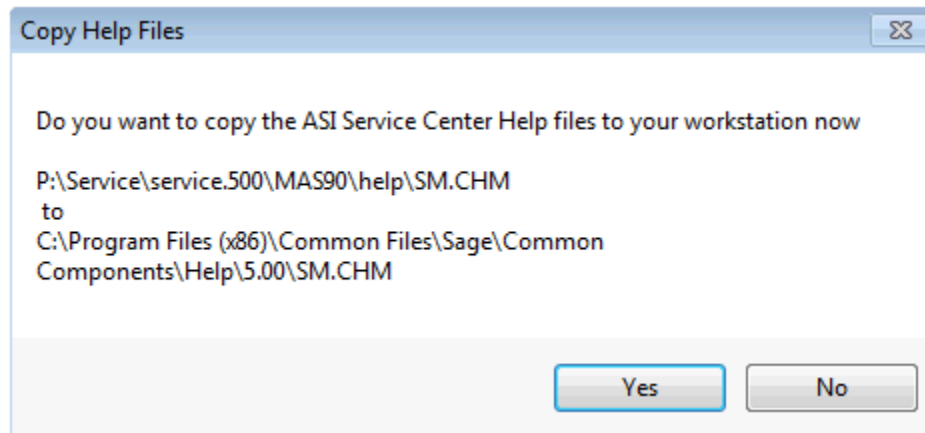 Copy Help Files
Do you want to copy the ASI Service Center Help files to your workstation now
P:\Service\service.500\MAS90\help\SM.CHM
to
C:\Program Files (x86)\Common Files\Sage\Common
Components\Help\5.00\SM.CHM
Yes
No